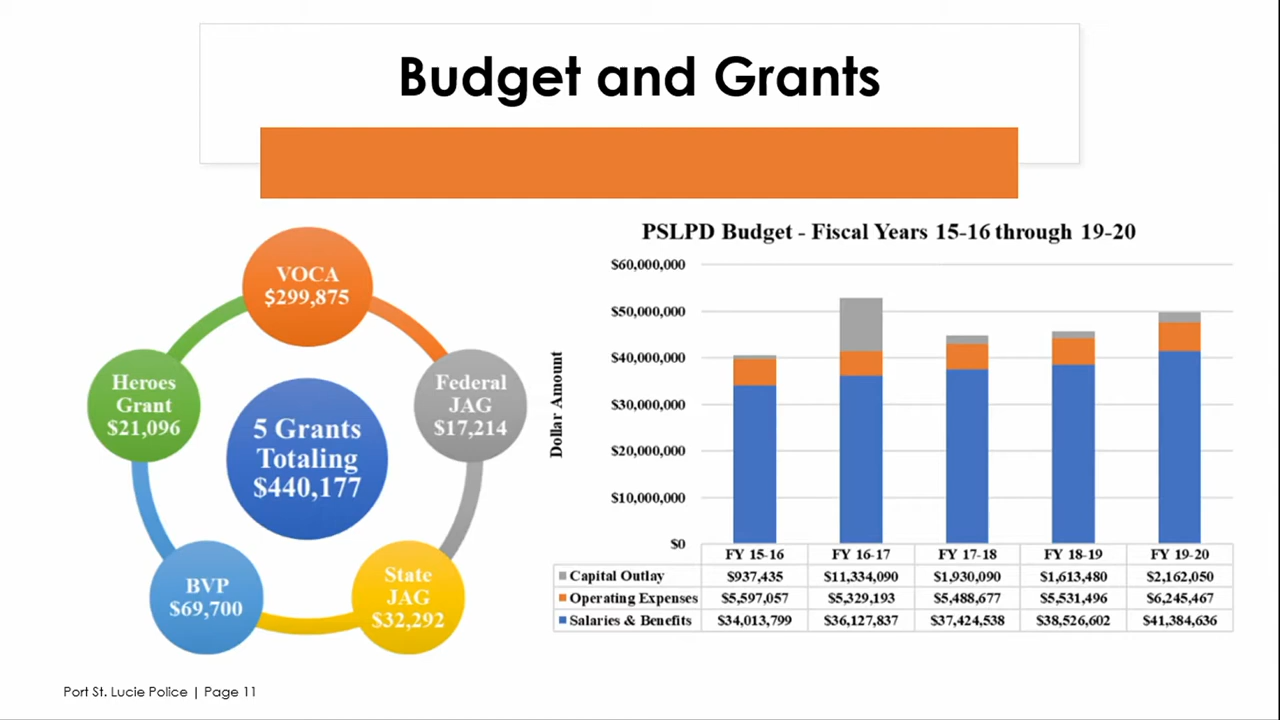 Budget and Grants
VOCA
$299,875
Federal
JAG
$17,214
State
JAG
$32,292
BVP
$69,700
Heroes
Grant
$21,096
5 Grants
Totaling
$440,177
PSLPD Budget - Fiscal Years 15-16 through 19-20
Dollar Amount
$60,000,000
$50,000,000
$40,000,000
$30,000,000
$20,000,000
$10,000,000
$0
FY 15-16 FY 16-17 FY 17-18 FY 18-19 FY 19-20
Capital Outlay $937,435 $11,334,090 $1,930,090 $1,613,480 $2,162,050
Operating Expenses $5,597,057 $5,329,193 $5,488,677 $5,531,496 $6,245,467
Salaries & Benefits $34,013,799 $36,127,837 $37,424,538 $38,526,602 $41,384,636
Port St. Lucie Police | Page 11